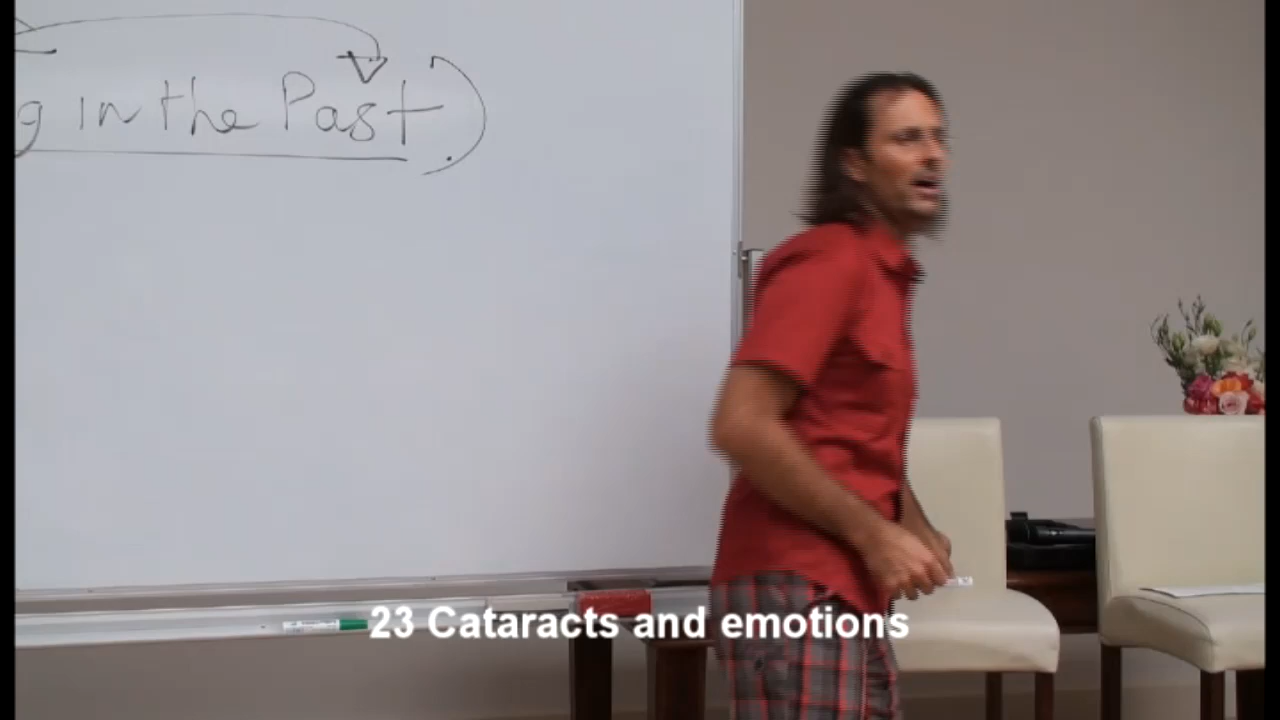 g in the Past)
23 Cataracts and emotions